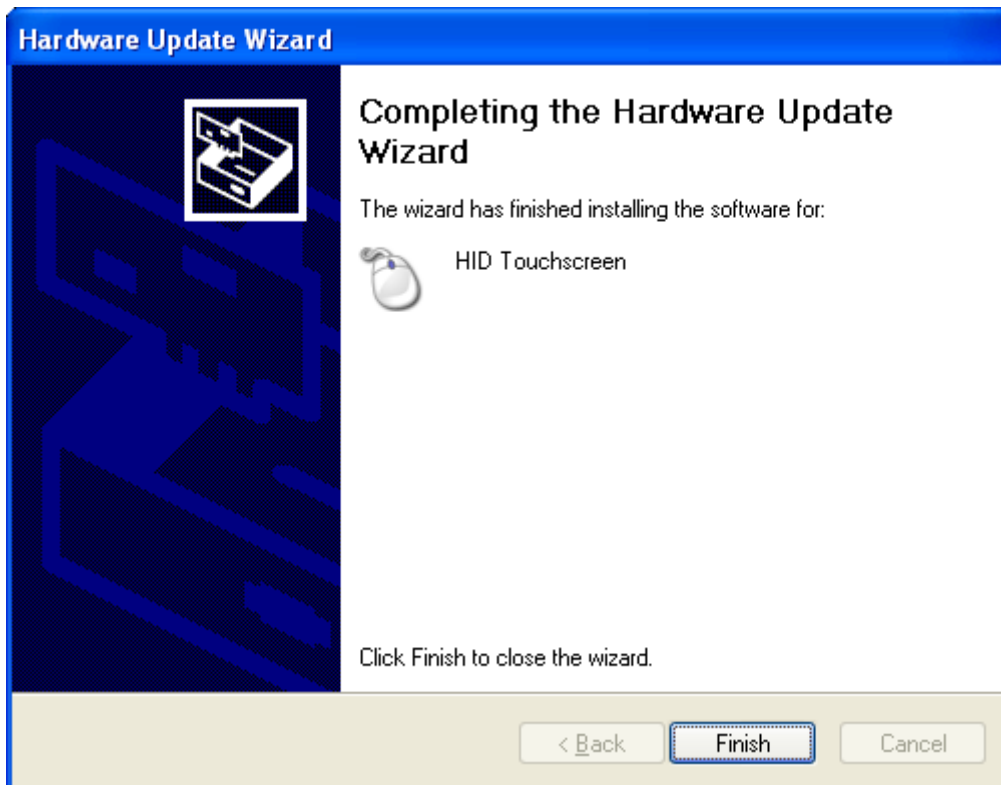 Hardware Update Wizard
Completing the Hardware Update
Wizard
The wizard has finished installing the software for:
HID Touchscreen
Click Finish to close the wizard.
< Back
Finish
Cancel